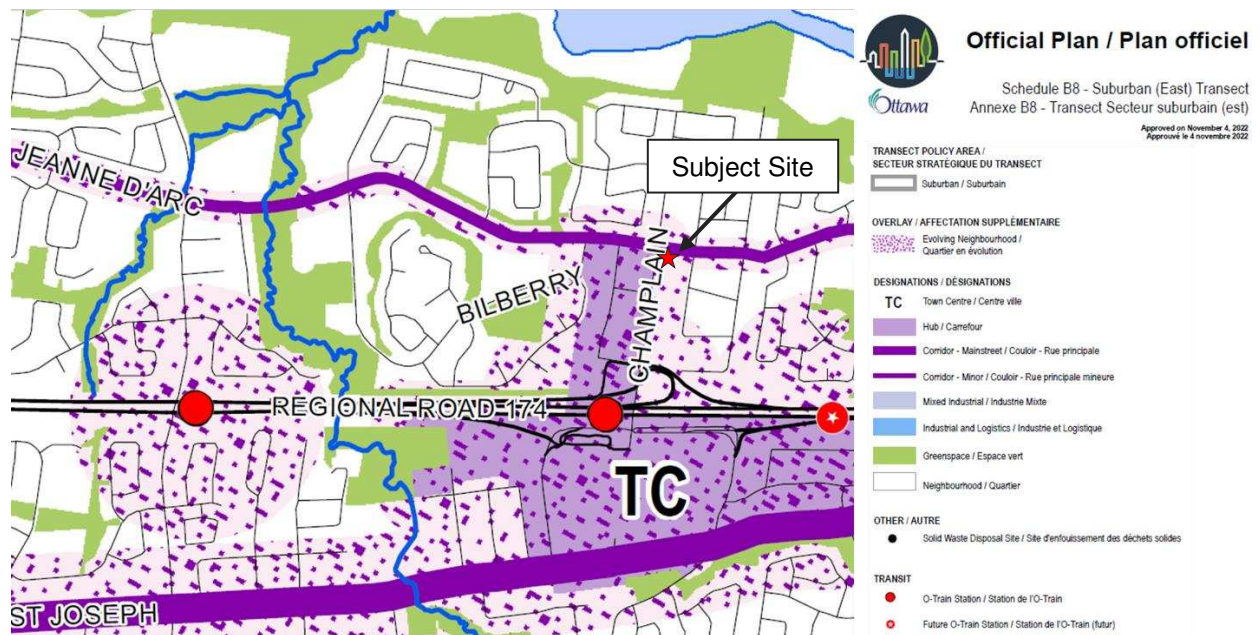 JEANNE D'ARC
Subject Site
BILBERRY
CHAMPLAIN
REGIONAL ROAD 174
TC
ST JOSEPH
Ottawa
Official Plan / Plan officiel
Schedule B8 - Suburban (East) Transect
Annexe B8 - Transect Secteur suburbain (est)
Approved on November 4, 2022
Approuvé le 4 novembre 2022
TRANSECT POLICY AREA /
SECTEUR STRATÉGIQUE DU TRANSECT
Suburban / Suburbain
OVERLAY / AFFECTATION SUPPLÉMENTAIRE
Evolving Neighbourhood /
Quartier en évolution
DESIGNATIONS / DÉSIGNATIONS
TC Town Centre / Centre ville
Hub / Carrefour
Corridor - Mainstreet / Couloir - Rue principale
Corridor - Minor / Couloir - Rue principale mineure
Mixed Industrial / Industrie Mixte
Industrial and Logistics / Industrie et Logistique
Greenspace / Espace vert
Neighbourhood / Quartier
OTHER / AUTRE
Solid Waste Disposal Site / Site d'enfouissement des déchets solides
TRANSIT
O-Train Station / Station de l'O-Train
Future O-Train Station / Station de l'O-Train (futur)